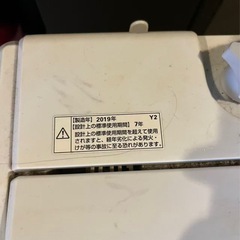 【製造年】2019年 Y2
【設計上の標準使用期間】7年
設計上の標準使用期間を超えて使用
されますと、経年劣化による発火・
けが等の事故に至る恐れがあります。